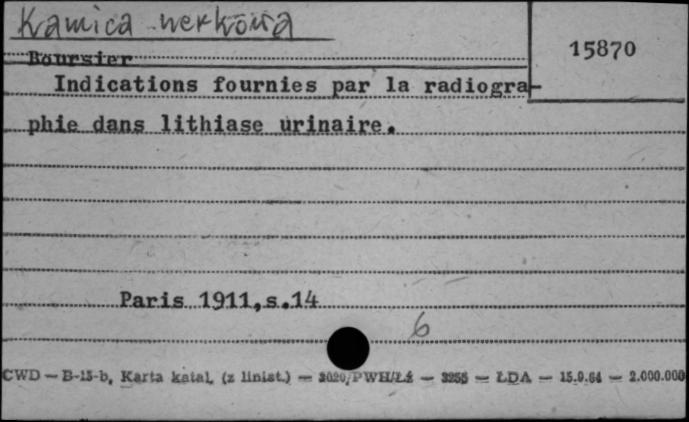 Kamica nerkowa
15870
Boursier
Indications fournies par la radiogra-
phie dans lithiase urinaire.
Paris 1911,s.14
6
CWD — B-15-b, Karta katal. (z liniat.) — 3020/PWH/Łź — 3255 — ŁDA — 15.9.64 — 2.000.000